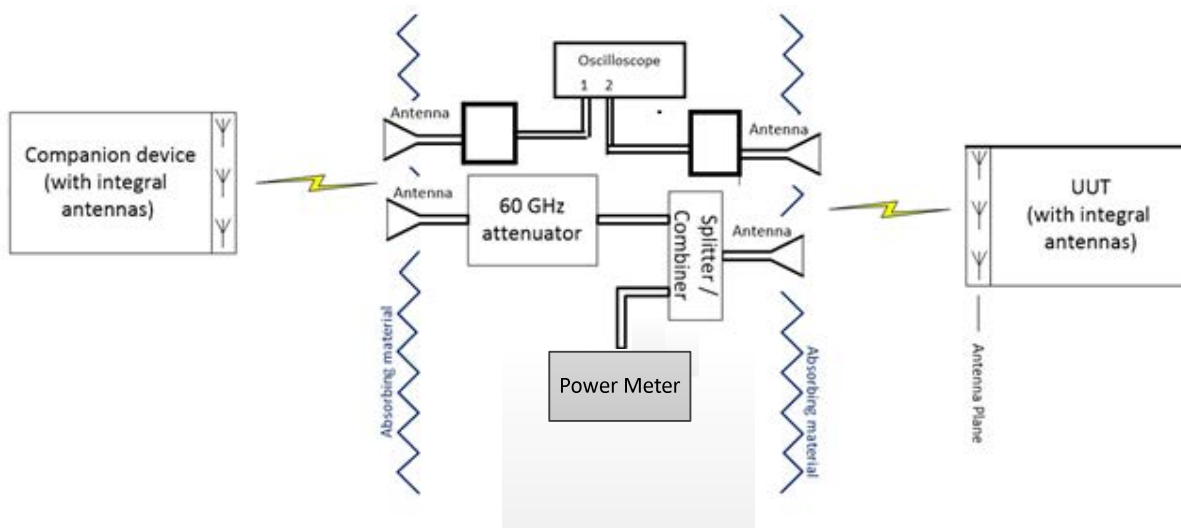 Oscilloscope
1 2
Antenna
Antenna
Companion device
(with integral
antennas)
Antenna
60 GHz
attenuator
Splitter /
Combiner
Antenna
UUT
(with integral
antennas)
Absorbing material
Power Meter
Absorbing material
Antenna Plane